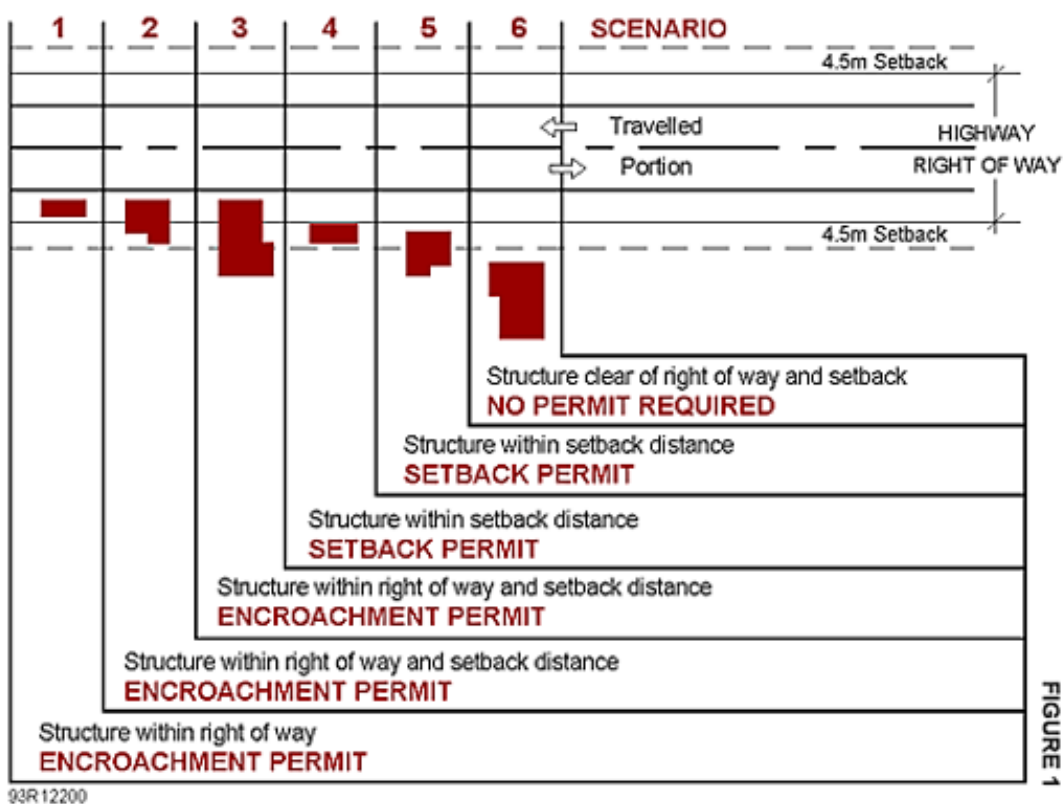 1 2 3 4 5 6 SCENARIO
4.5m Setback
Travelled
HIGHWAY
Portion
RIGHT OF WAY
4.5m Setback
Structure clear of right of way and setback
NO PERMIT REQUIRED
Structure within setback distance
SETBACK PERMIT
Structure within setback distance
SETBACK PERMIT
Structure within right of way and setback distance
ENCROACHMENT PERMIT
Structure within right of way and setback distance
ENCROACHMENT PERMIT
Structure within right of way
ENCROACHMENT PERMIT
FIGURE 1
93R12200